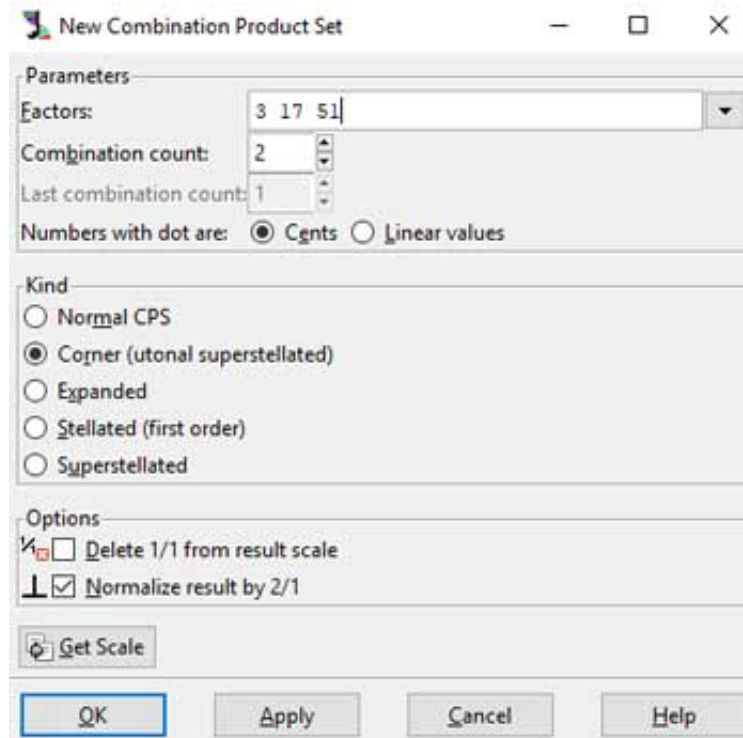 New Combination Product Set
Parameters
Factors: 3 17 51
Combination count: 2
Last combination count: 1
Numbers with dot are: Cents Linear values
Kind
Normal CPS
Corner (utonal superstellated)
Expanded
Stellated (first order)
Superstellated
Options
Delete 1/1 from result scale
Normalize result by 2/1
Get Scale
OK Apply Cancel Help